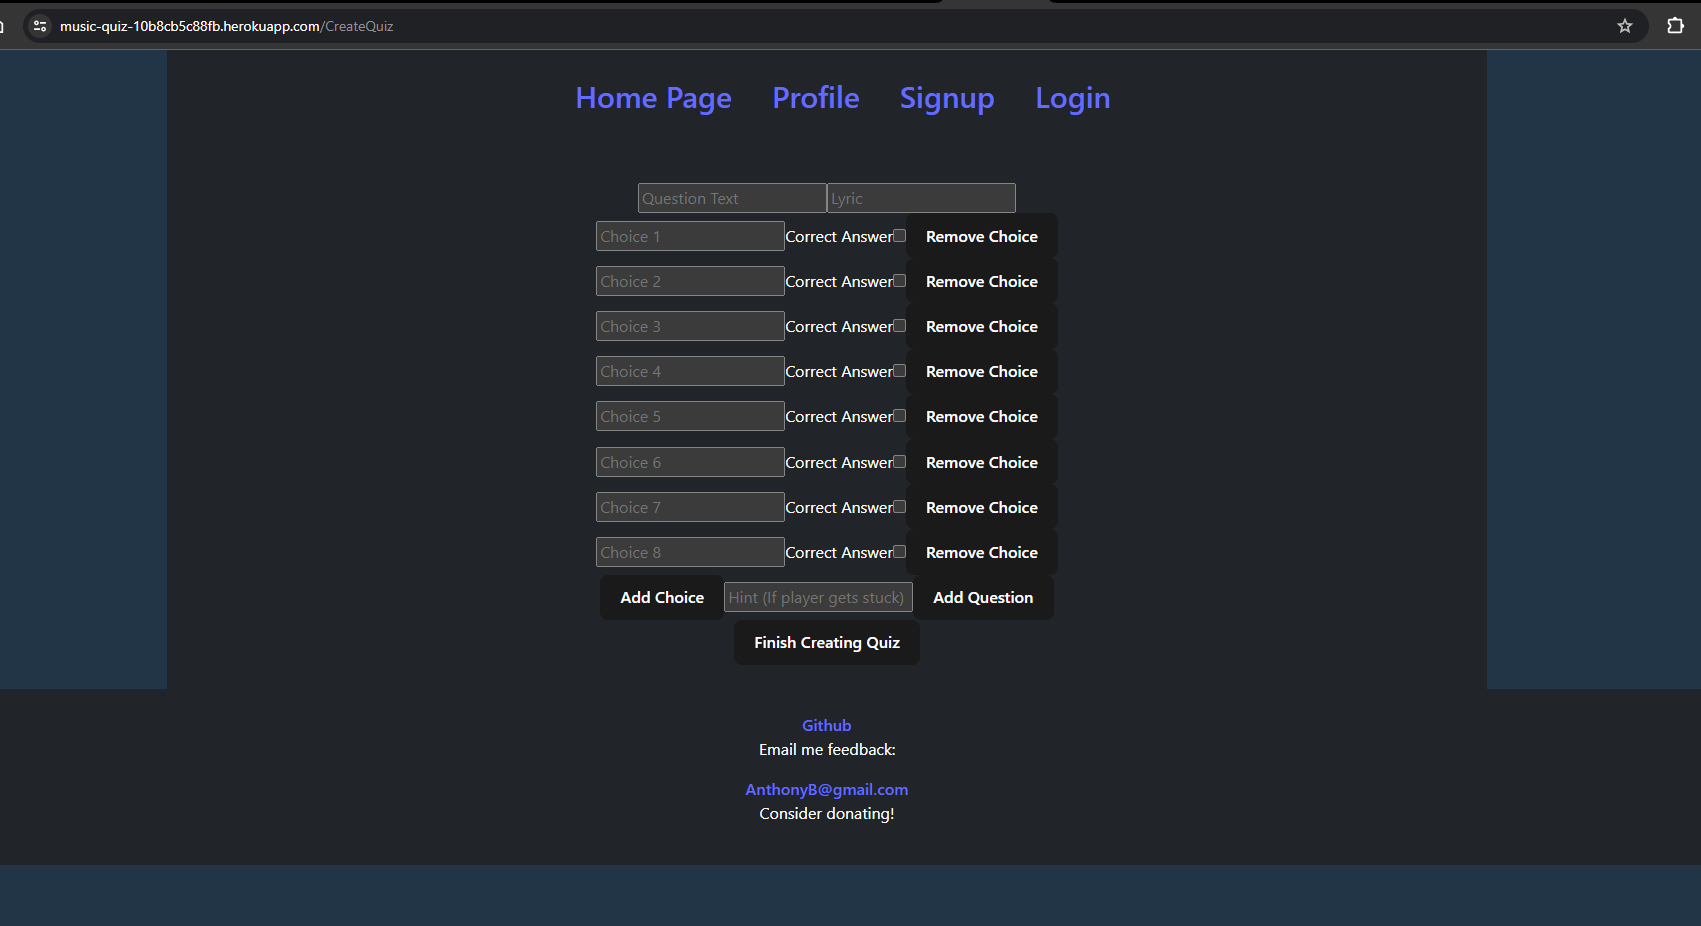 music-quiz-10b8cb5c88fb.herokuapp.com/CreateQuiz
Home Page Profile Signup Login
Question Text Lyric
Choice 1 Correct Answer Remove Choice
Choice 2 Correct Answer Remove Choice
Choice 3 Correct Answer Remove Choice
Choice 4 Correct Answer Remove Choice
Choice 5 Correct Answer Remove Choice
Choice 6 Correct Answer Remove Choice
Choice 7 Correct Answer Remove Choice
Choice 8 Correct Answer Remove Choice
Add Choice Hint (If player gets stuck) Add Question
Finish Creating Quiz
Github
Email me feedback:
AnthonyB@gmail.com
Consider donating!